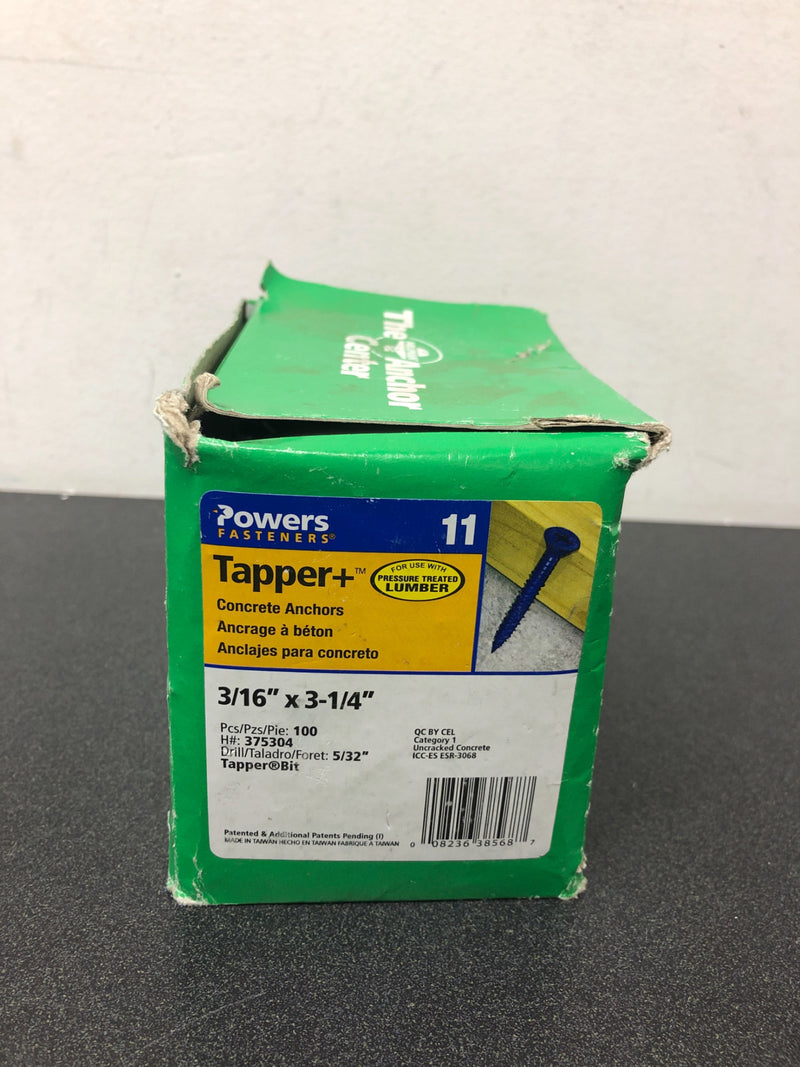 The Anchor
Center
Powers
FASTENERS®
11
Tapper+™
FOR USE WITH
PRESSURE TREATED
LUMBER
Concrete Anchors
Ancrage à béton
Anclajes para concreto
3/16" x 3-1/4"
Pcs/Pzs/Pie: 100
H#: 375304
Drill/Taladro/Foret: 5/32"
Tapper®Bit
QC BY CEL
Category 1
Uncracked Concrete
ICC-ES ESR-3068
Patented & Additional Patents Pending (I)
MADE IN TAIWAN HECHO EN TAIWAN FABRIQUE A TAIWAN
0 08236 38568 7